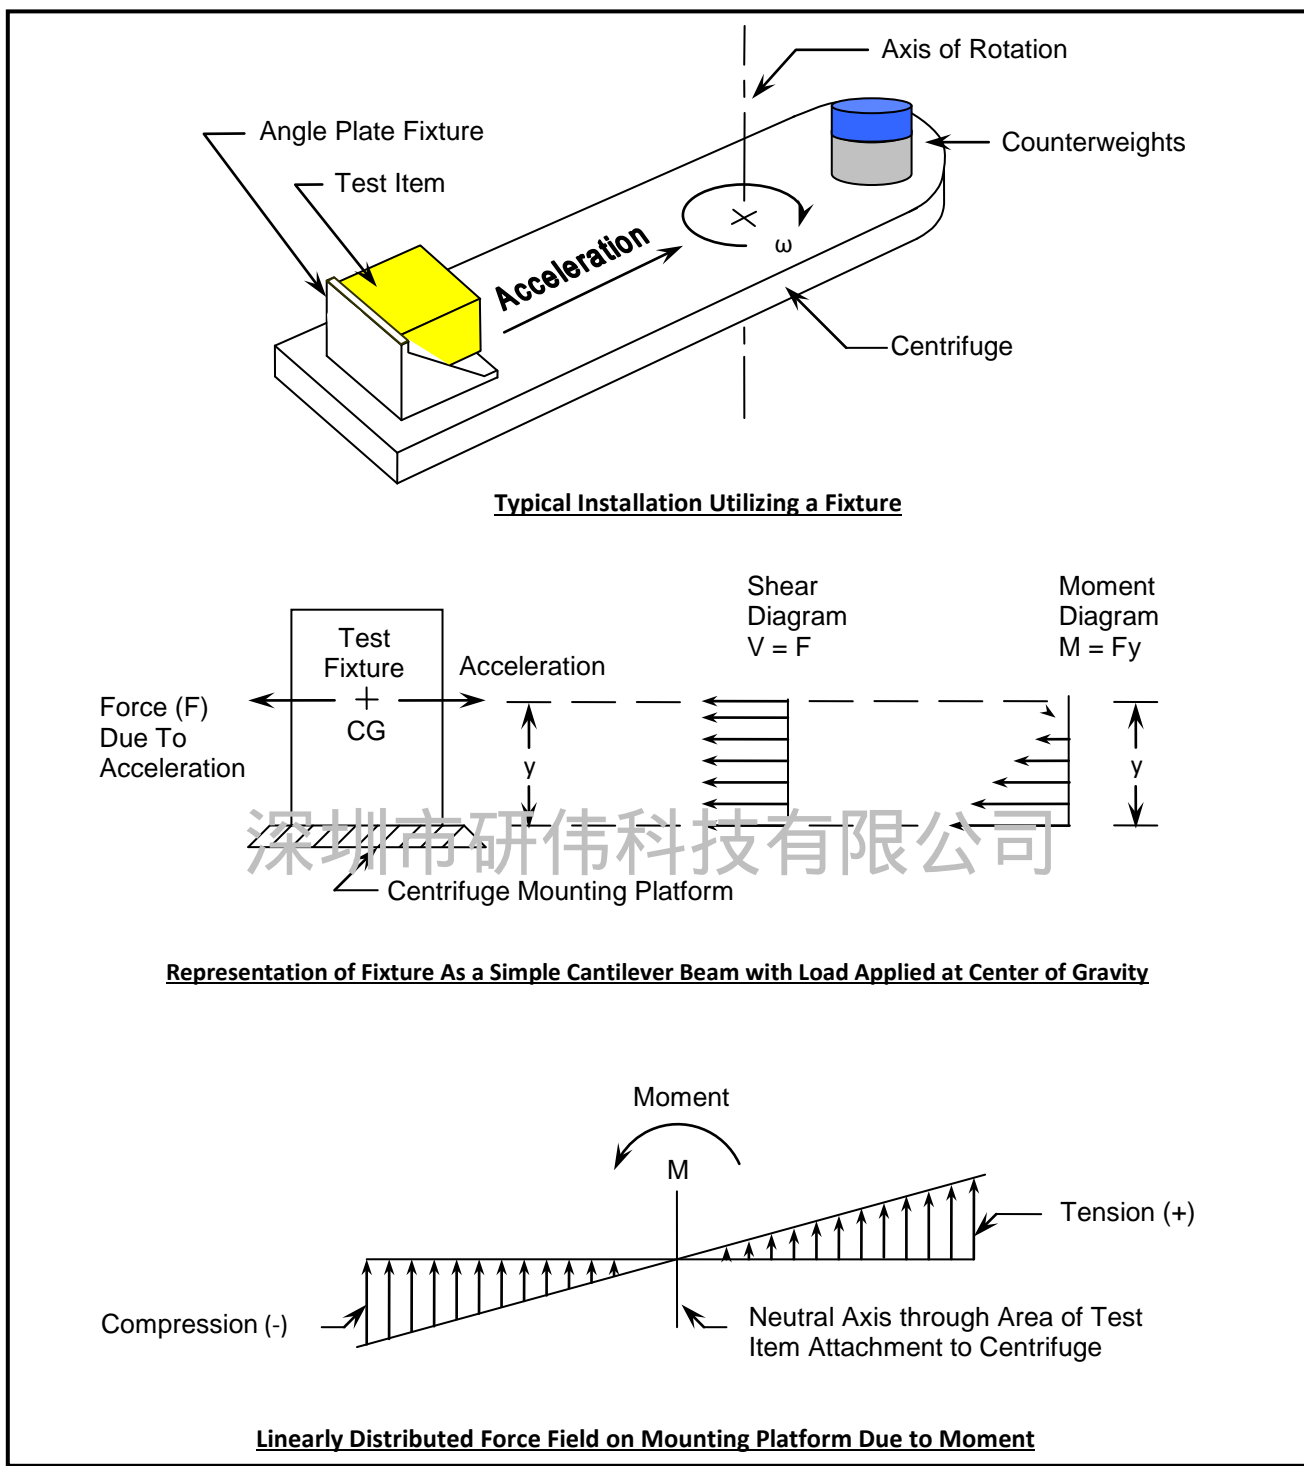 Axis of Rotation
Angle Plate Fixture
Test Item
Counterweights
Acceleration
ω
Centrifuge
Typical Installation Utilizing a Fixture
Shear
Diagram
V = F
Moment
Diagram
M = Fy
Test
Fixture
Acceleration
Force (F)
Due To
Acceleration
CG
y
y
深圳市研伟科技有限公司
Centrifuge Mounting Platform
Representation of Fixture As a Simple Cantilever Beam with Load Applied at Center of Gravity
Moment
M
Tension (+)
Compression (-)
Neutral Axis through Area of Test
Item Attachment to Centrifuge
Linearly Distributed Force Field on Mounting Platform Due to Moment